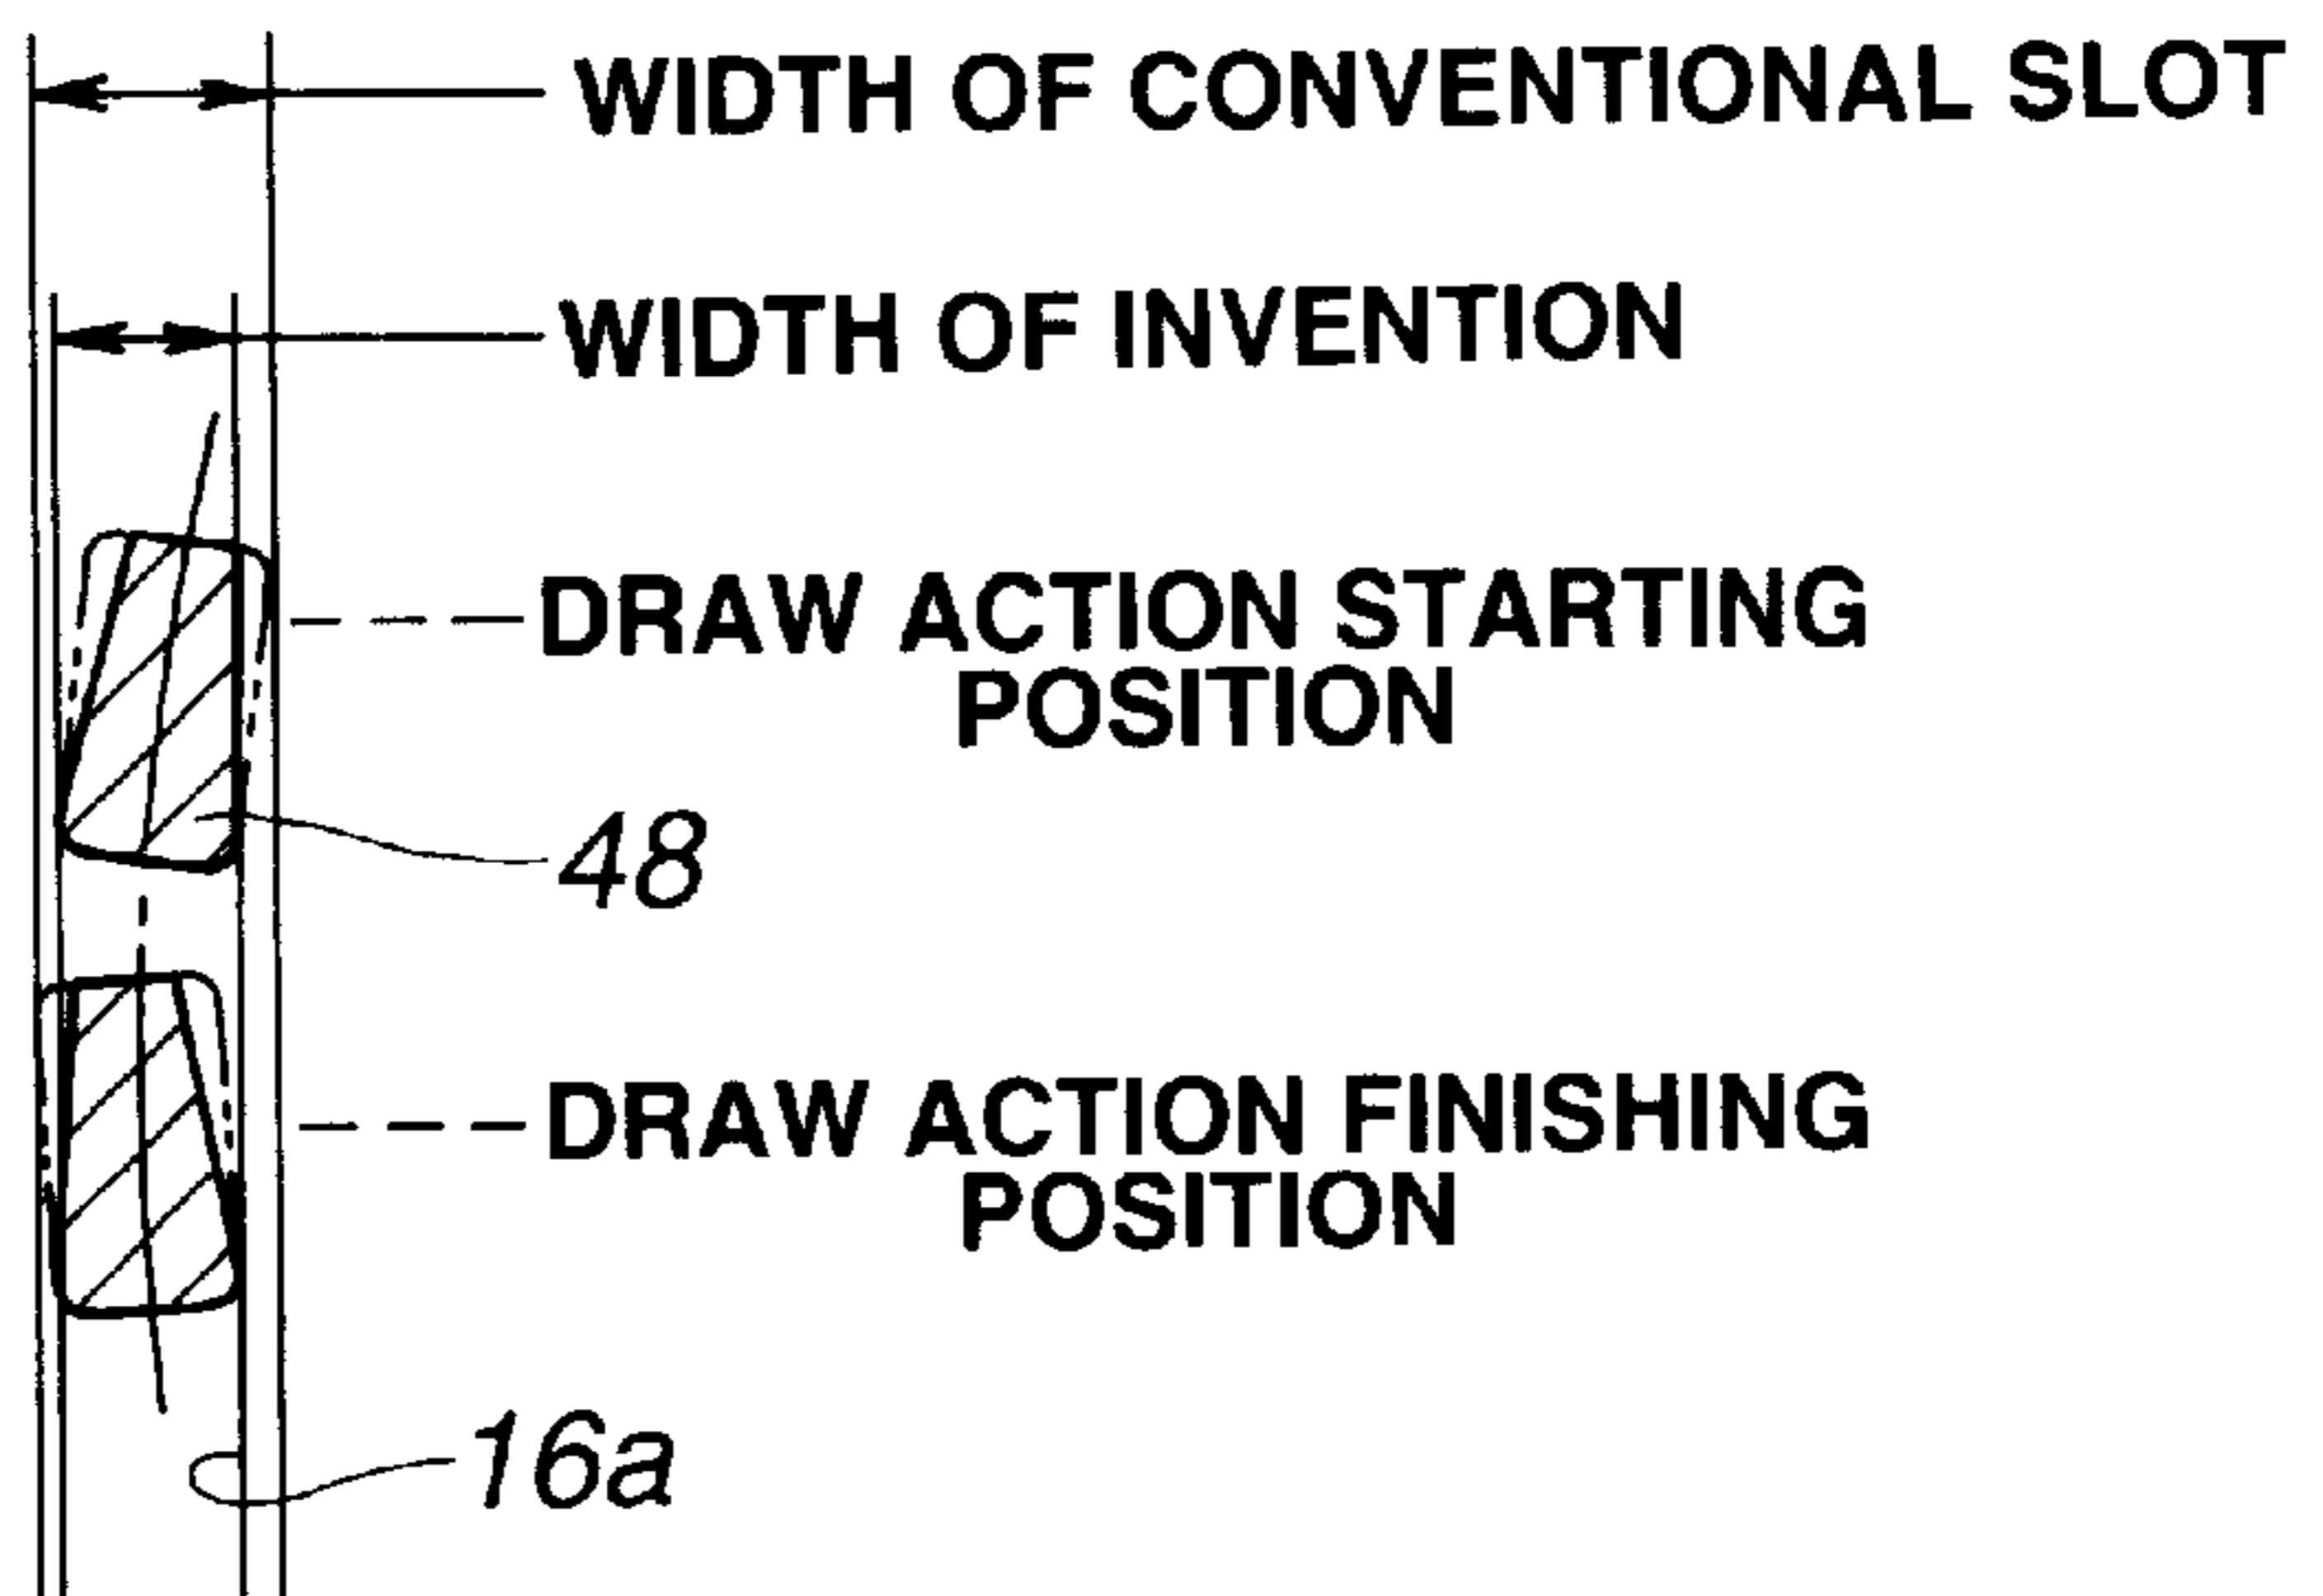 WIDTH OF CONVENTIONAL SLOT
WIDTH OF INVENTION
DRAW ACTION STARTING
POSITION
48
DRAW ACTION FINISHING
POSITION
16a